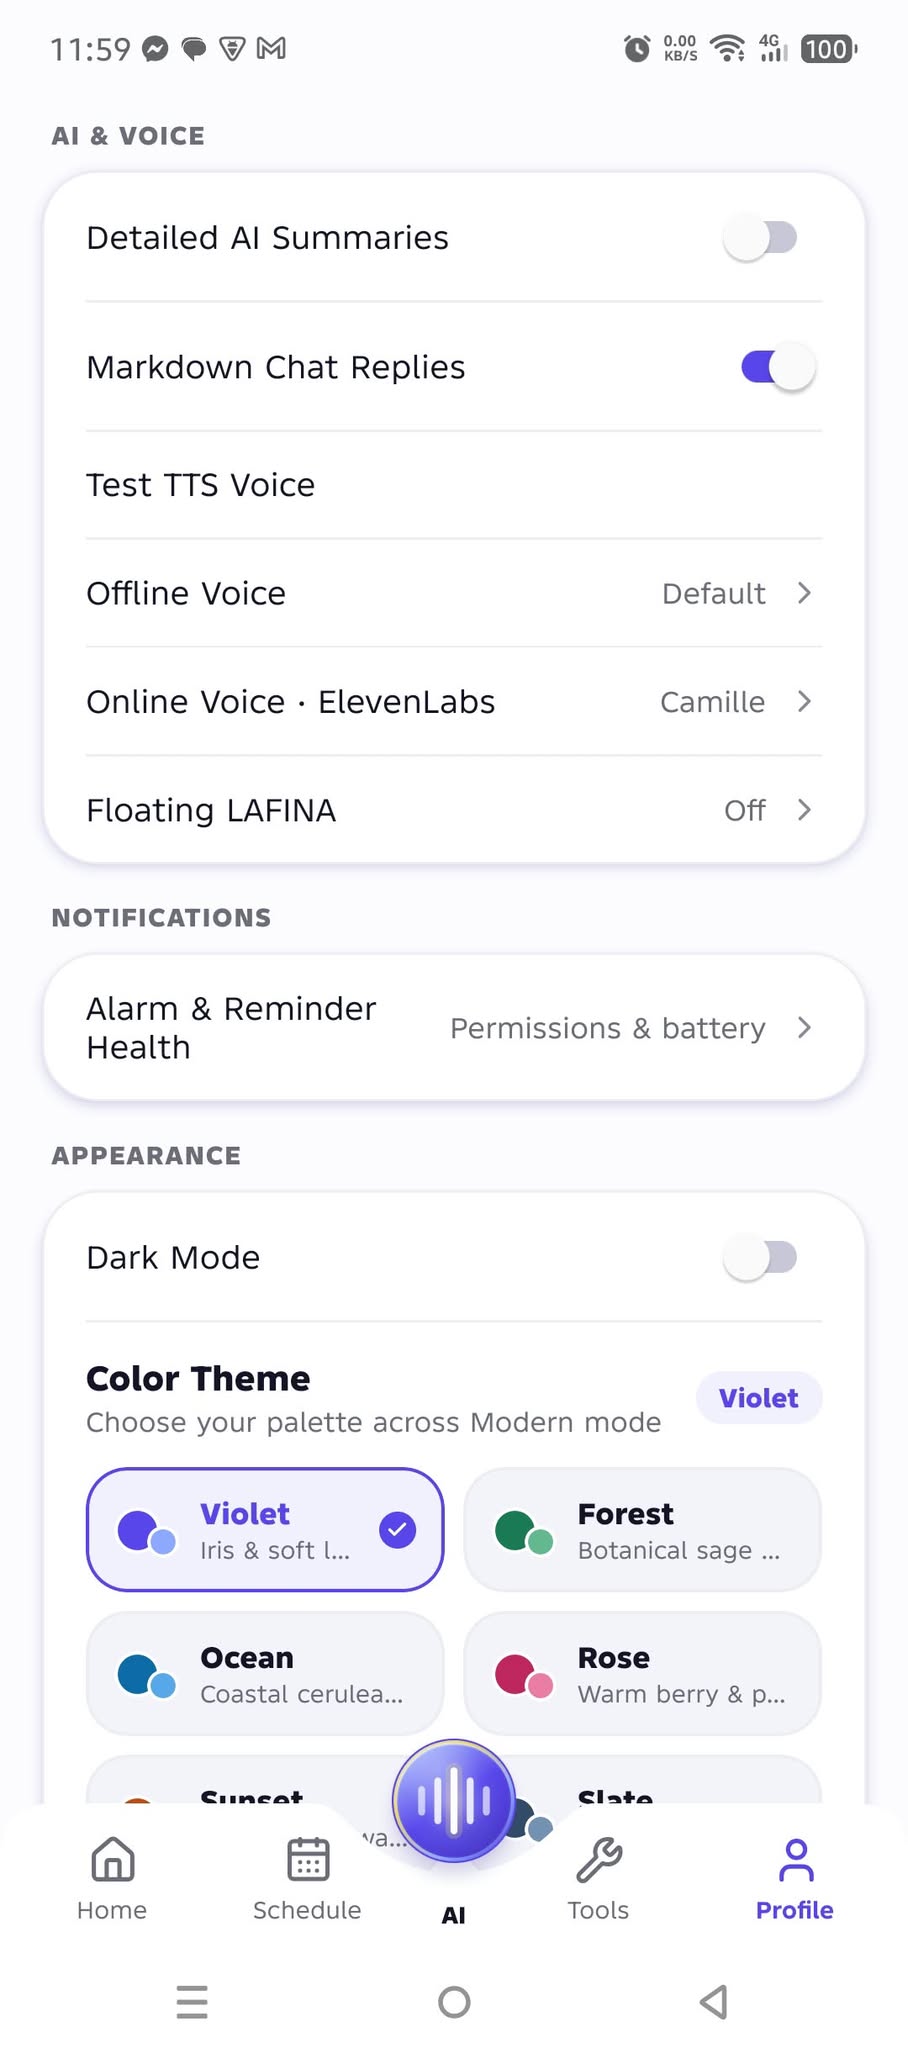 11:59
0.00
KB/S
4G
100
AI & VOICE
Detailed AI Summaries
Markdown Chat Replies
Test TTS Voice
Offline Voice
Default
Online Voice · ElevenLabs
Camille
Floating LAFINA
Off
NOTIFICATIONS
Alarm & Reminder
Health
Permissions & battery
APPEARANCE
Dark Mode
Color Theme
Choose your palette across Modern mode
Violet
Violet
Iris & soft l...
Forest
Botanical sage ...
Ocean
Coastal cerulea...
Rose
Warm berry & p...
Sunset
Slate
Home
Schedule
AI
Tools
Profile